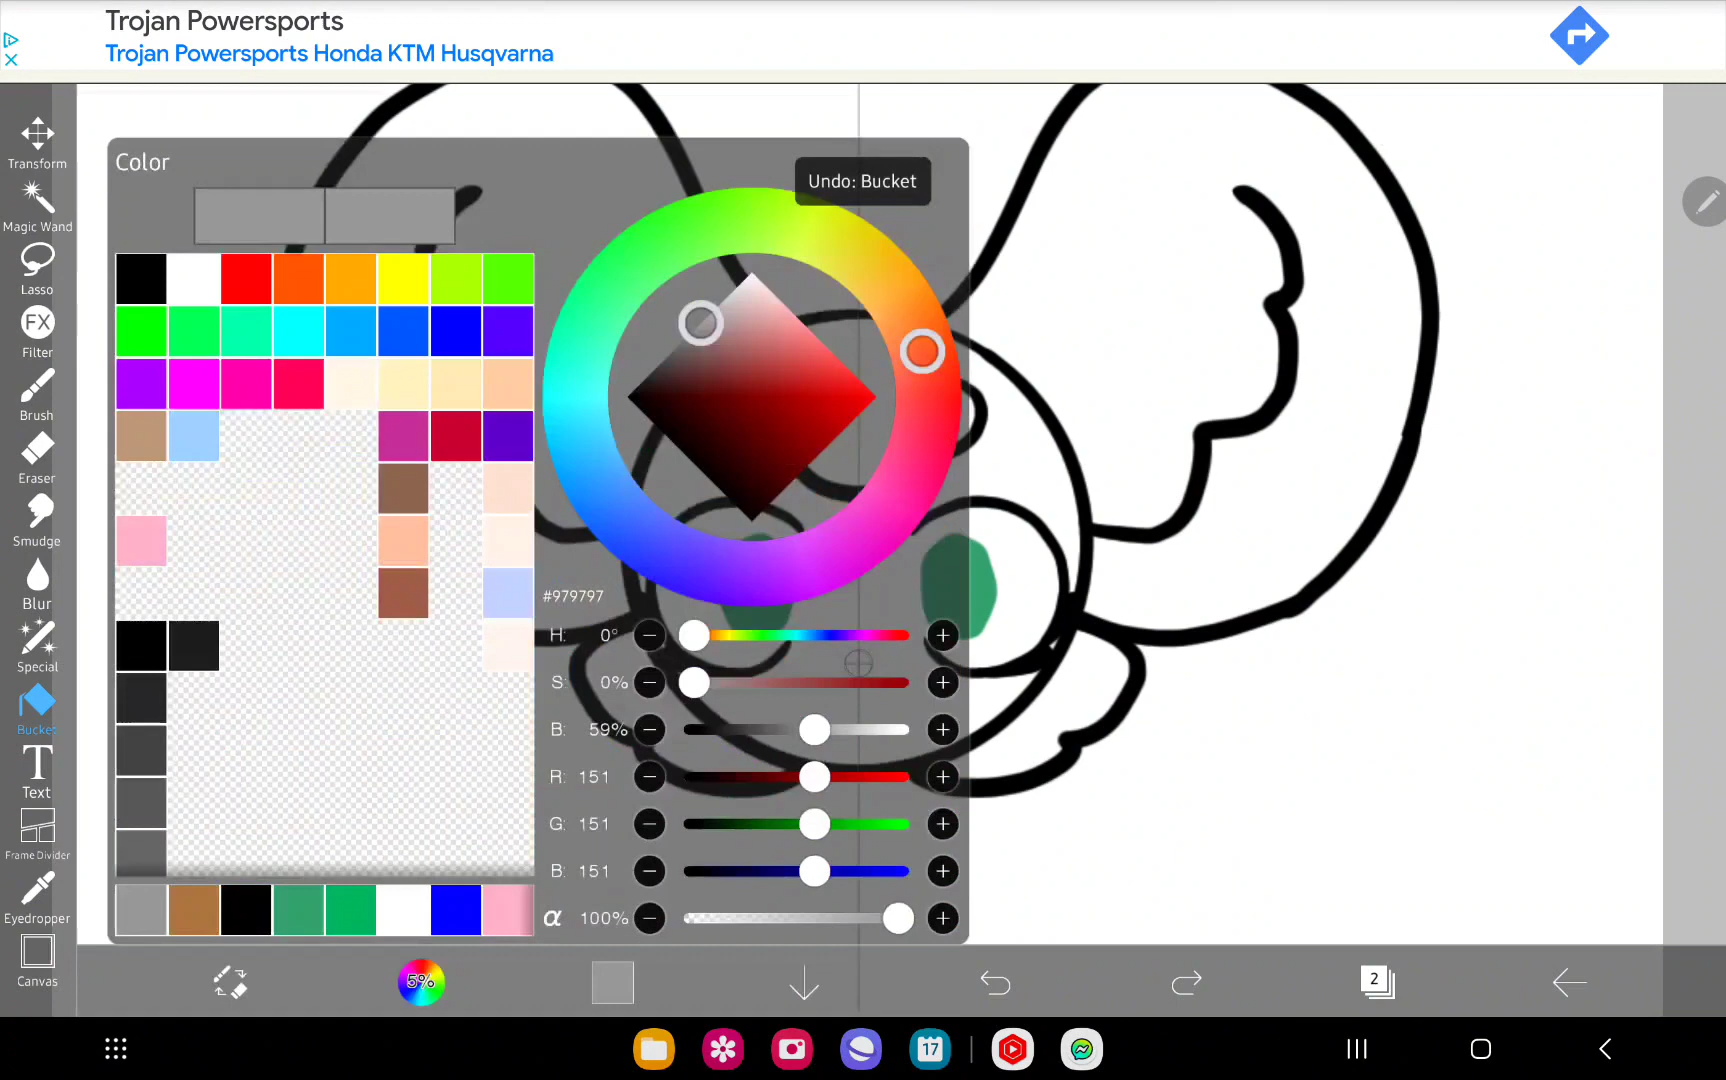 Trojan Powersports
Trojan Powersports Honda KTM Husqvarna
Transform
Magic Wand
Lasso
FX
Filter
Brush
Eraser
Smudge
Blur
Special
Bucket
T
Text
Frame Divider
Eyedropper
Canvas
Color
Undo: Bucket
#979797
H: 0°
S: 0%
B: 59%
R: 151
G: 151
B: 151
α 100%
5%
2
17